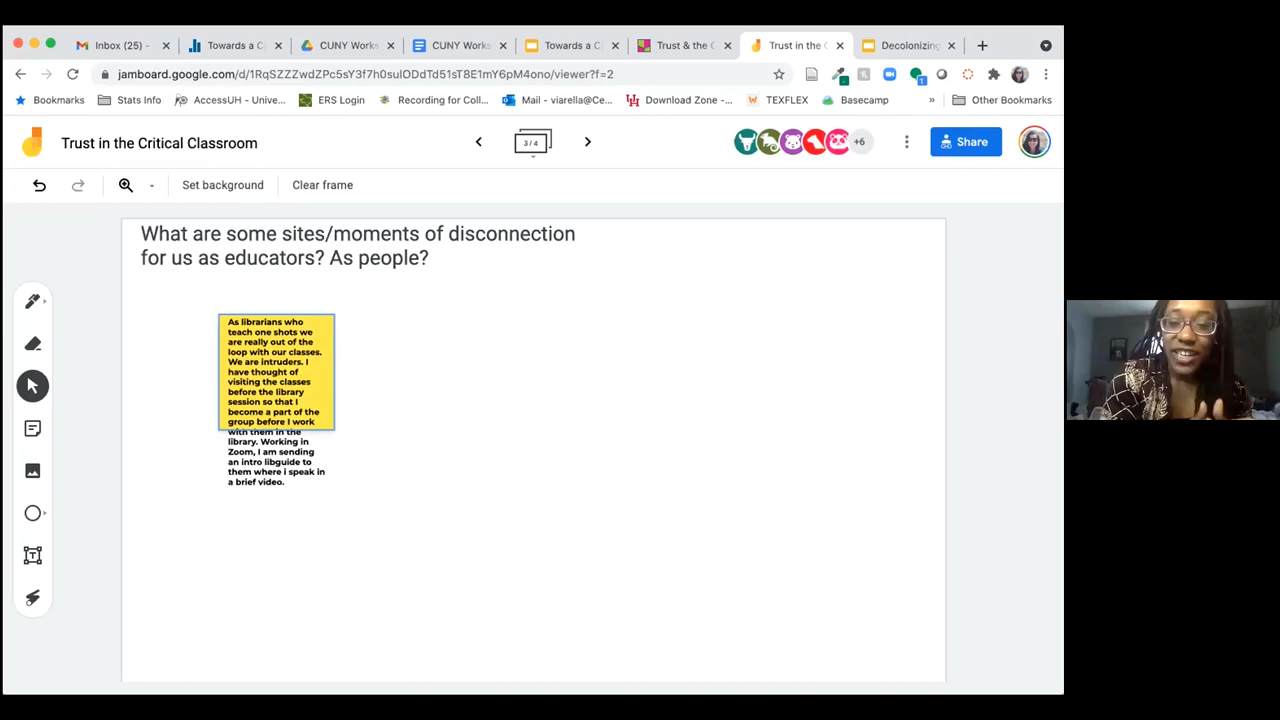 Inbox (25) -
Towards a C
CUNY Works
CUNY Works
Towards a C
Trust & the C
Trust in the C
Decolonizing
jamboard.google.com/d/1RqSZZZwdZPc5sY3f7h0sulODdTd51sT8E1mY6pM4ono/viewer?f=2
Bookmarks
Stats Info
AccessUH - Unive...
ERS Login
Recording for Coll...
Mail - viarella@Ce...
Download Zone -...
TEXFLEX
Basecamp
»
Other Bookmarks
Trust in the Critical Classroom
3/4
+6
Share
Set background
Clear frame
What are some sites/moments of disconnection
for us as educators? As people?
As librarians who
teach one shots we
are really out of the
loop with our classes.
We are intruders. I
have thought of
visiting the classes
before the library
session so that I
become a part of the
group before I work
with them in the
library. Working in
Zoom, I am sending
an intro libguide to
them where i speak in
a brief video.